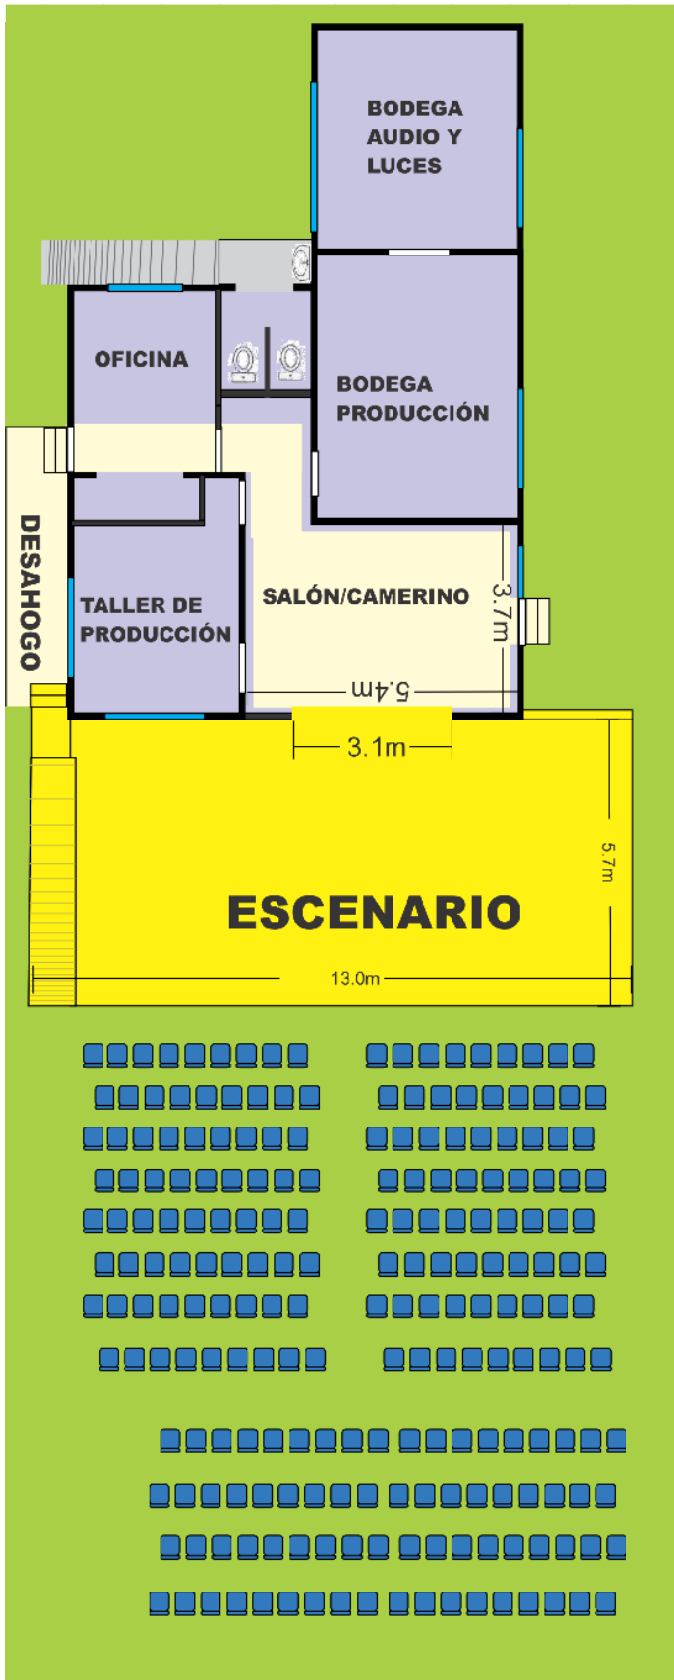 BODEGA
AUDIO Y
LUCES
OFICINA
BODEGA
PRODUCCIÓN
DESAHOGO
TALLER DE
PRODUCCIÓN
SALÓN/CAMERINO
3.7m
5.4m
3.1m
5.7m
ESCENARIO
13.0m